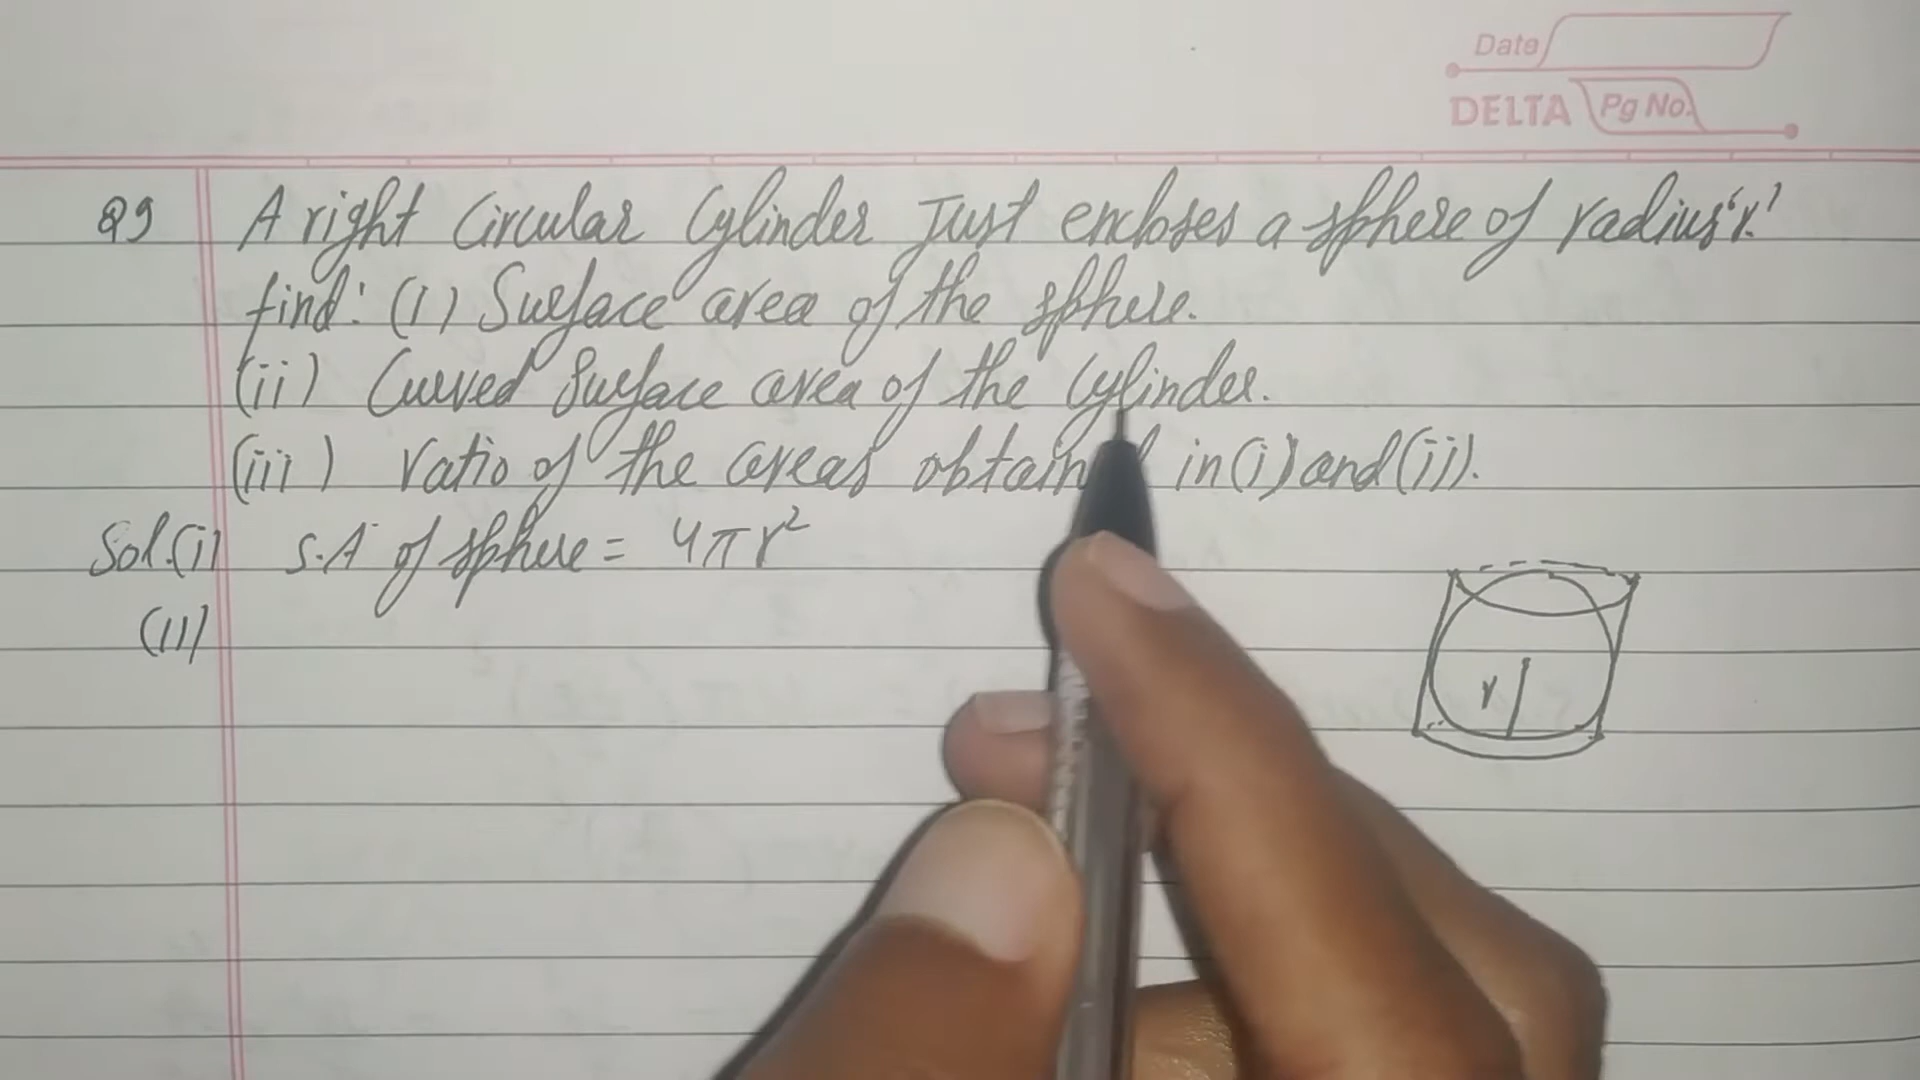 Date
DELTA Pg No.
Q9 A right Circular Cylinder Just encloses a sphere of radius 'r.'
find: (1) Surface area of the sphere.
(ii) Curved Surface area of the Cylinder.
(iii) ratio of the areas in (i) and (ii).
Sol.(i) S.A of sphere = 4πr²
(11)
r